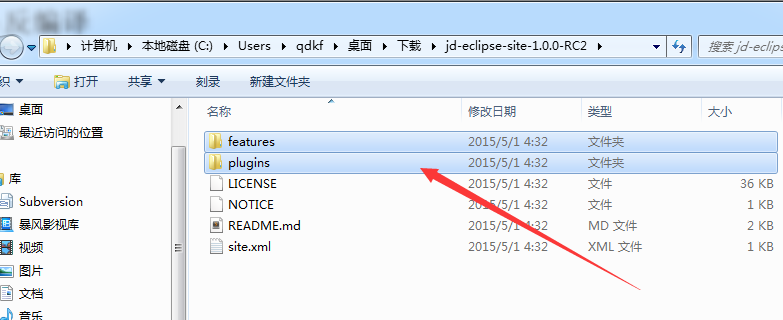 反编译
计算机 本地磁盘 (C:) Users qdkf 桌面 下载 jd-eclipse-site-1.0.0-RC2
搜索 jd-eclipse
织 打开 共享 刻录 新建文件夹
桌面
最近访问的位置
库
Subversion
暴风影视库
视频
图片
文档
音乐
名称 修改日期 类型 大小
features 2015/5/1 4:32 文件夹
plugins 2015/5/1 4:32 文件夹
LICENSE 2015/5/1 4:32 文件 36 KB
NOTICE 2015/5/1 4:32 文件 1 KB
README.md 2015/5/1 4:32 MD 文件 2 KB
site.xml 2015/5/1 4:32 XML 文件 1 KB